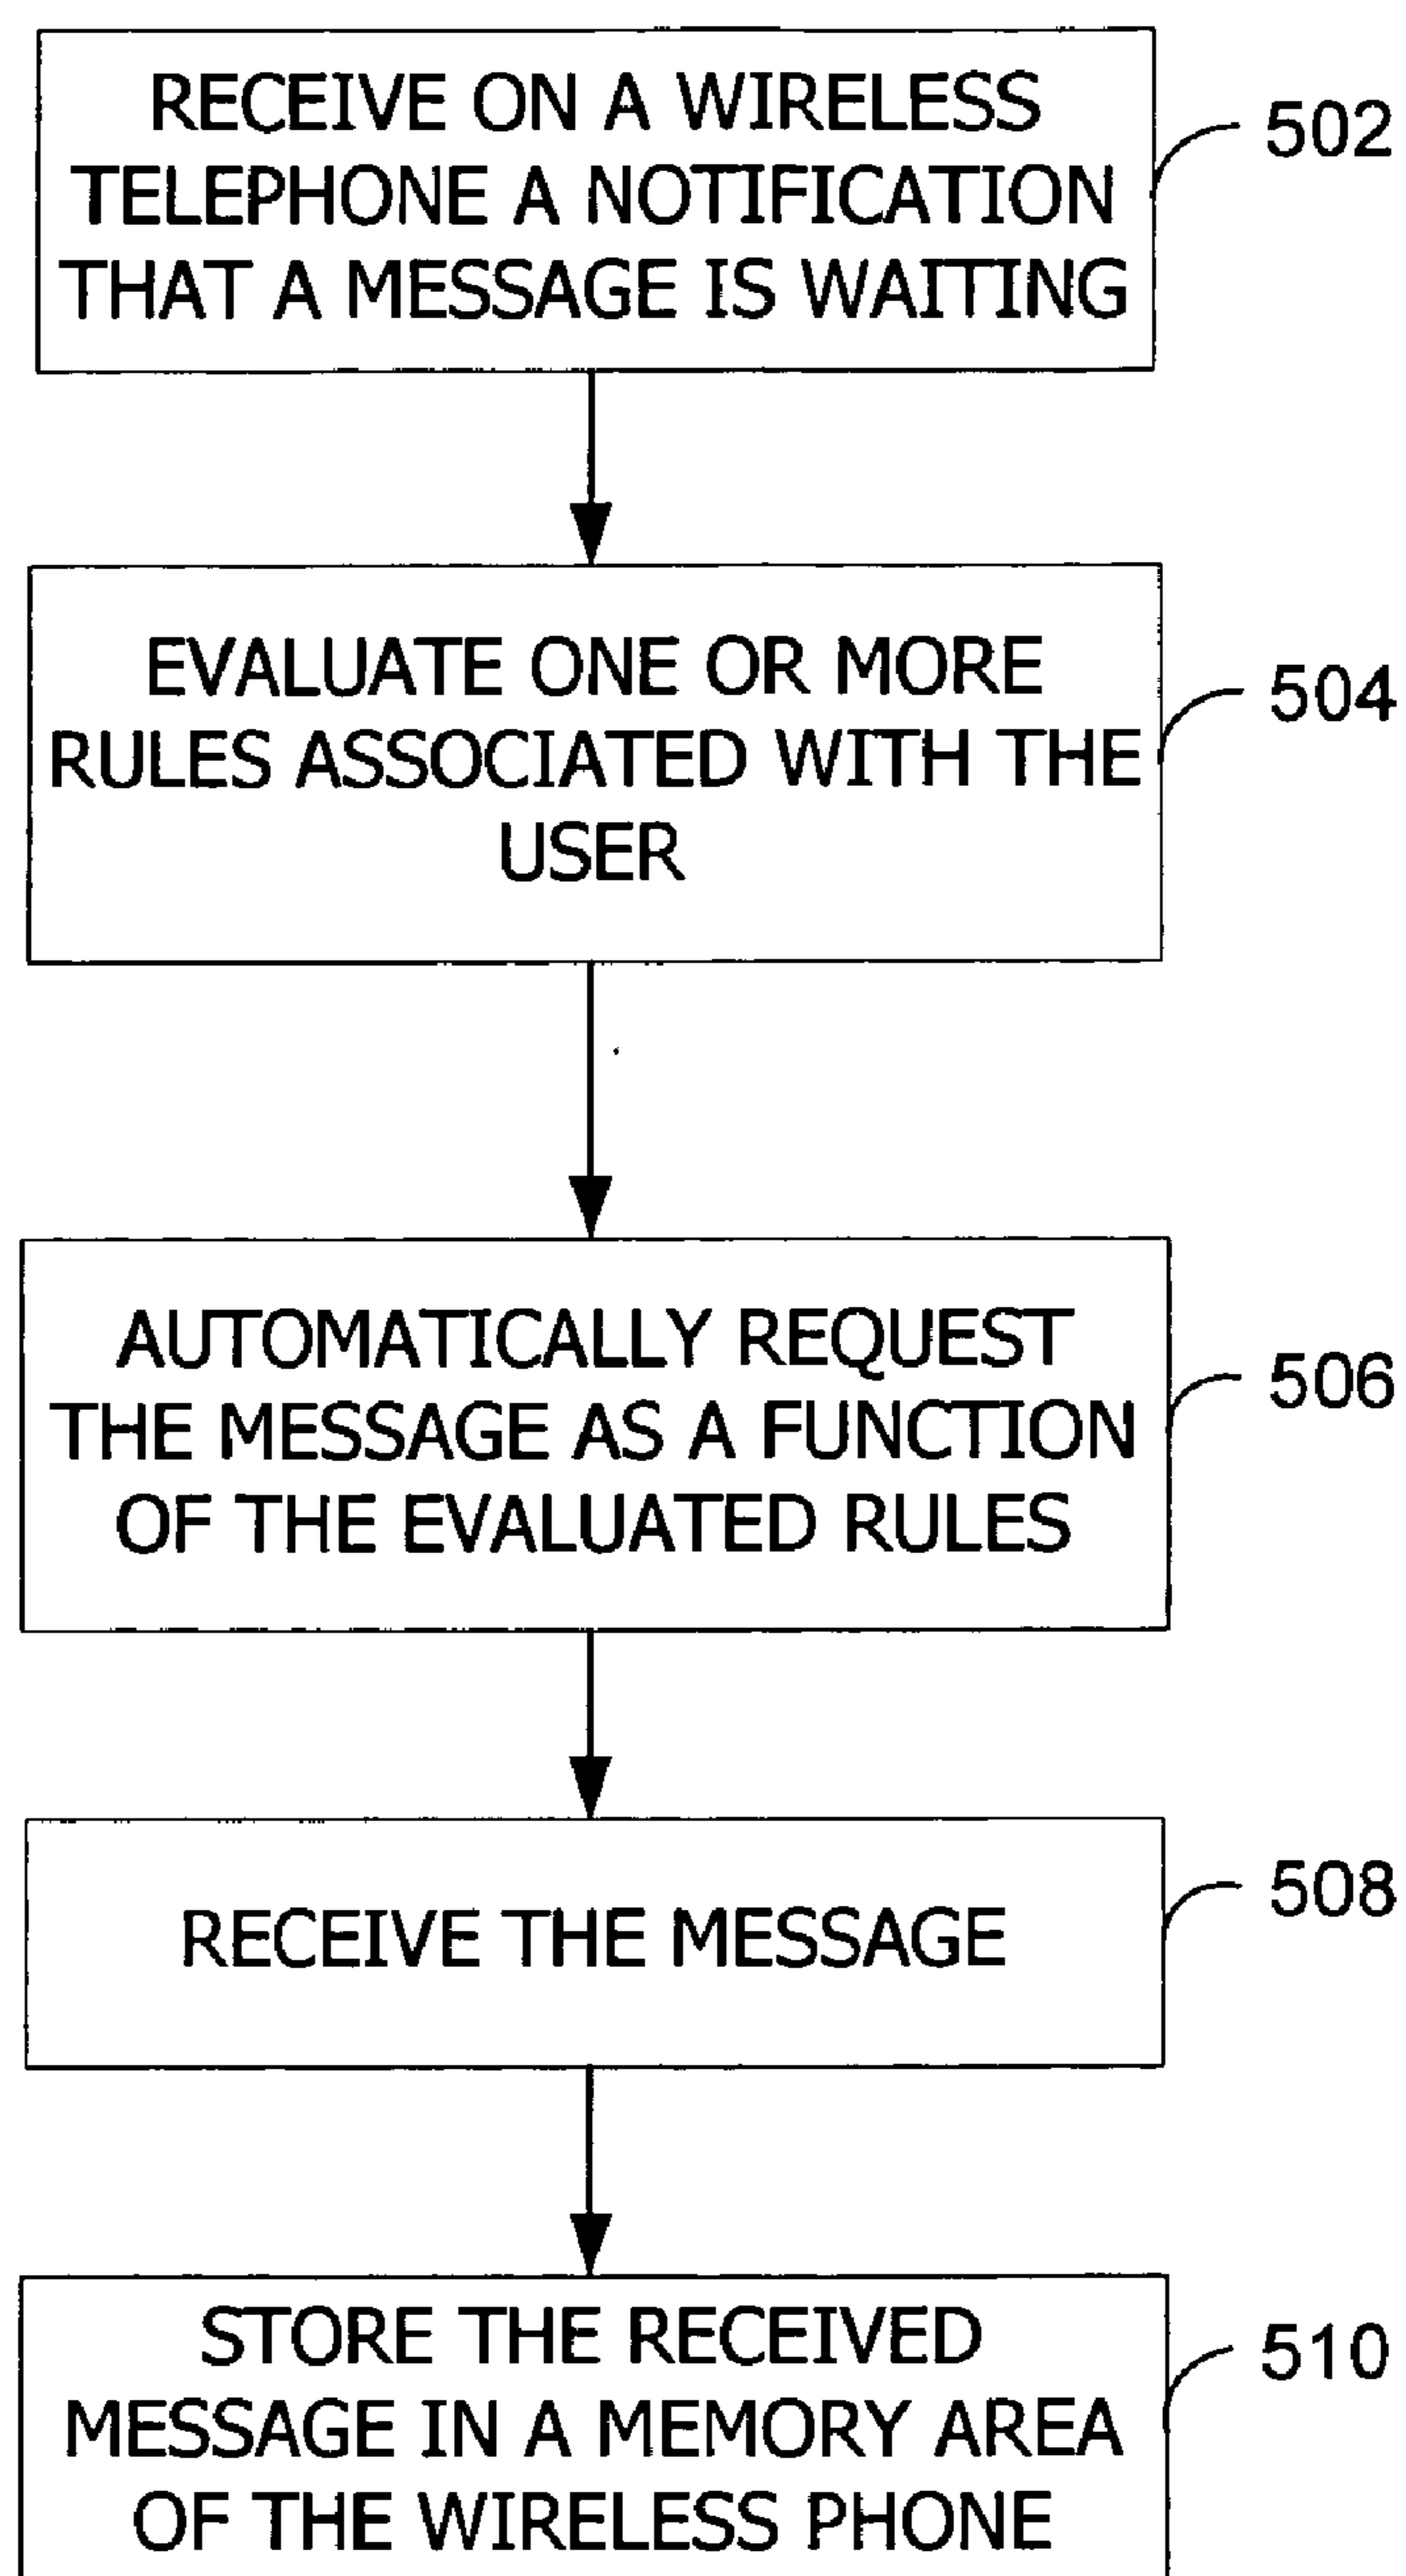 RECEIVE ON A WIRELESS
TELEPHONE A NOTIFICATION
THAT A MESSAGE IS WAITING
502
EVALUATE ONE OR MORE
RULES ASSOCIATED WITH THE
USER
504
AUTOMATICALLY REQUEST
THE MESSAGE AS A FUNCTION
OF THE EVALUATED RULES
506
RECEIVE THE MESSAGE
508
STORE THE RECEIVED
MESSAGE IN A MEMORY AREA
OF THE WIRELESS PHONE
510